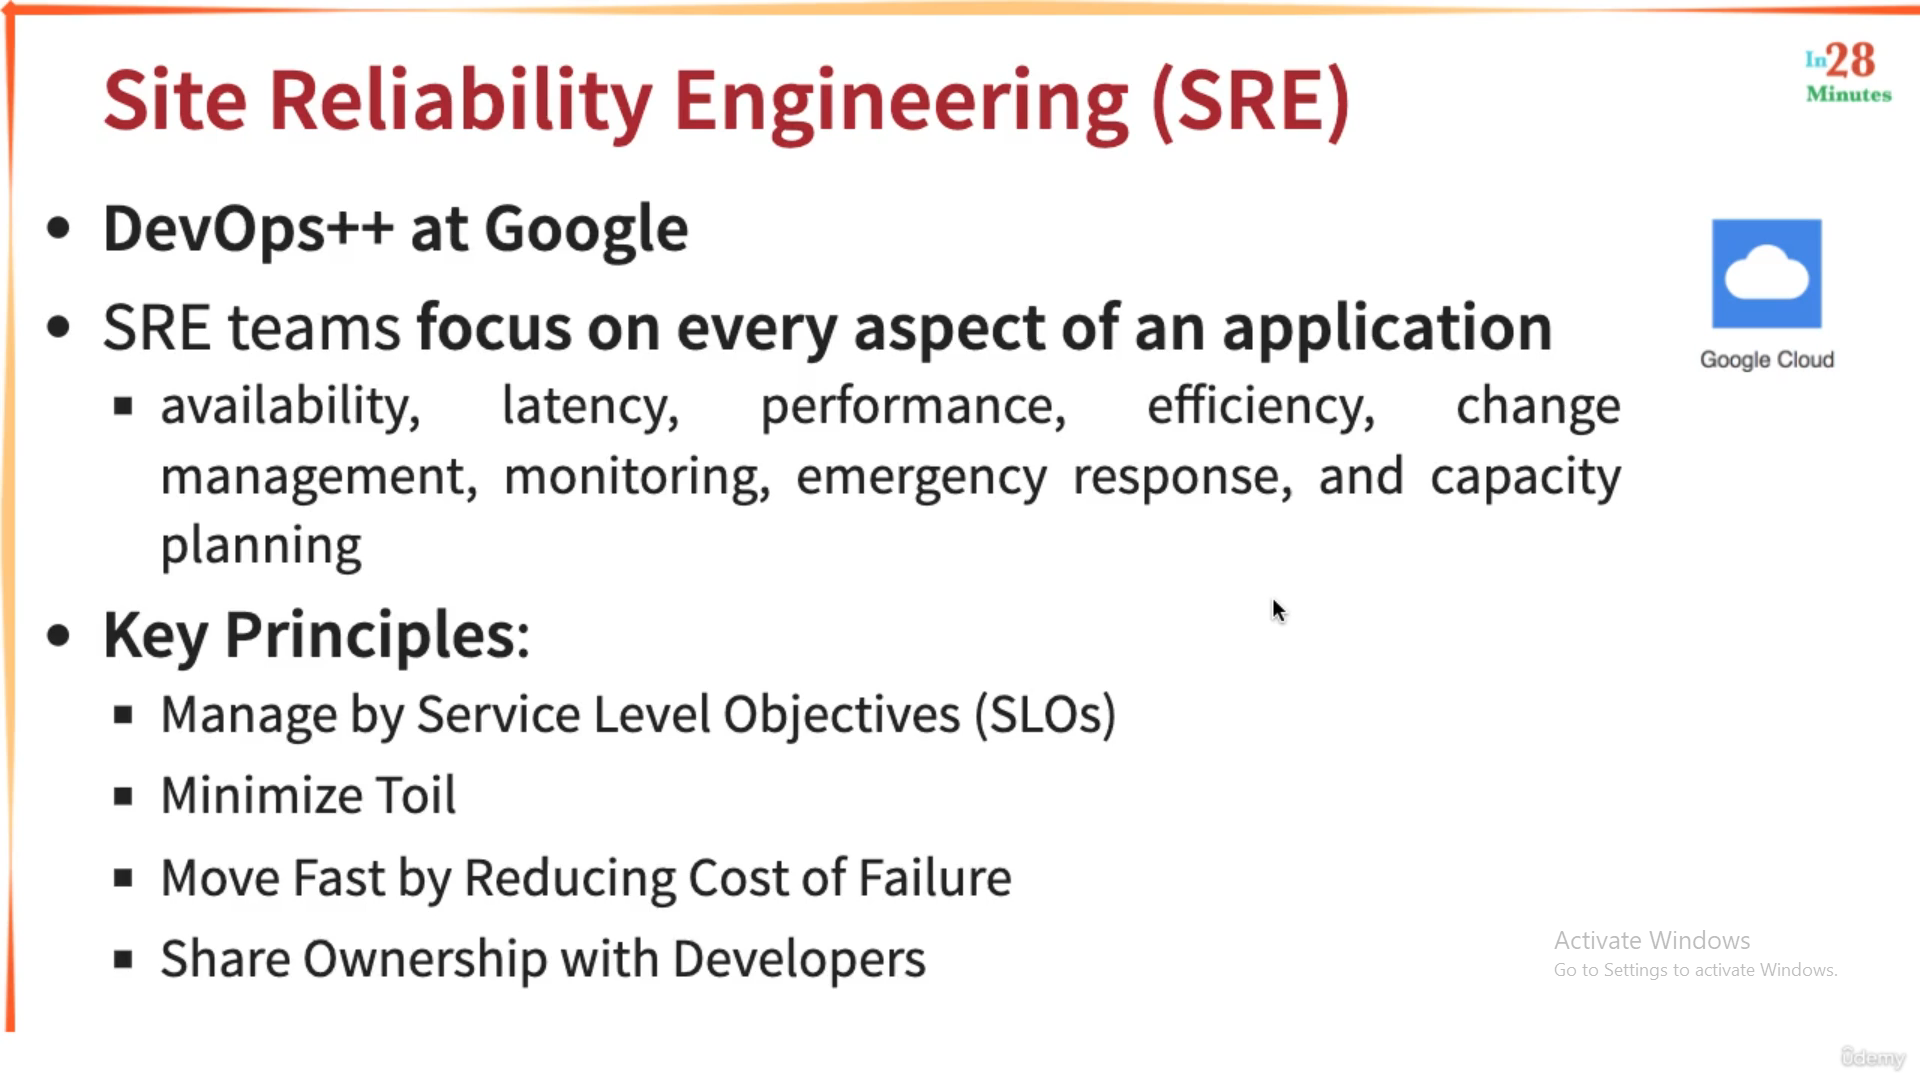 Site Reliability Engineering (SRE)
In28
Minutes
• DevOps++ at Google
• SRE teams focus on every aspect of an application
▪ availability, latency, performance, efficiency, change
management, monitoring, emergency response, and capacity
planning
Google Cloud
• Key Principles:
▪ Manage by Service Level Objectives (SLOs)
▪ Minimize Toil
▪ Move Fast by Reducing Cost of Failure
▪ Share Ownership with Developers
Activate Windows
Go to Settings to activate Windows.
ûdemy